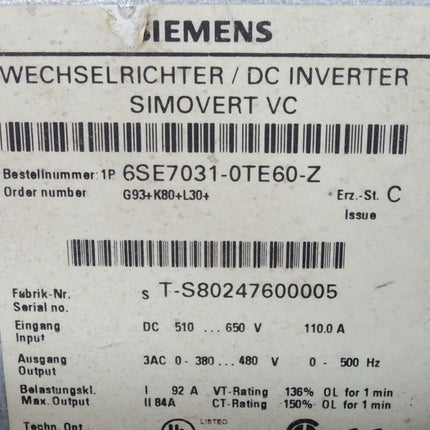 SIEMENS
WECHSELRICHTER / DC INVERTER
SIMOVERT VC
Bestellnummer: 1P 6SE7031-0TE60-Z
Order number G93+K80+L30+ Erz.-St. C
Issue
Fabrik-Nr. S T-S80247600005
Serial no.
Eingang DC 510 ... 650 V 110.0 A
Input
Ausgang 3AC 0 - 380... 480 V 0 - 500 Hz
Output
Belastungskl. I 92 A VT-Rating 136% OL for 1 min
Max. Output II 84A CT-Rating 150% OL for 1 min
Techn. Opt. UL LISTED